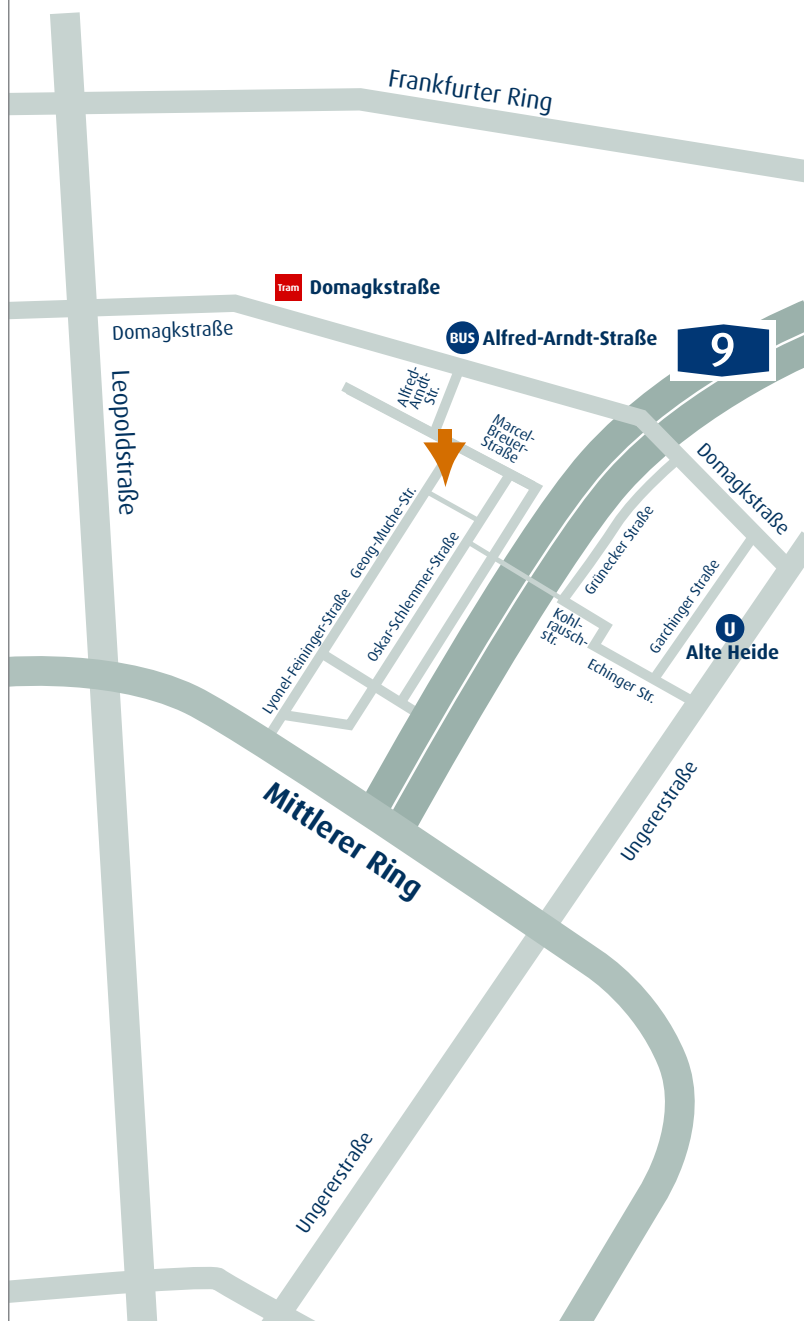 Frankfurter Ring
Tram
Domagkstraße
BUS
Alfred-Arndt-Straße
9
Domagkstraße
Leopoldstraße
Alfred-
Arndt-
Str.
Marcel-
Breuer-
Straße
Domagkstraße
Georg-Muche-Str.
Grünecker Straße
Oskar-Schlemmer-Straße
Garchinger Straße
Lyonel-Feininger-Straße
Kohl-
rausch-
str.
U
Alte Heide
Echinger Str.
Mittlerer Ring
Ungererstraße
Ungererstraße